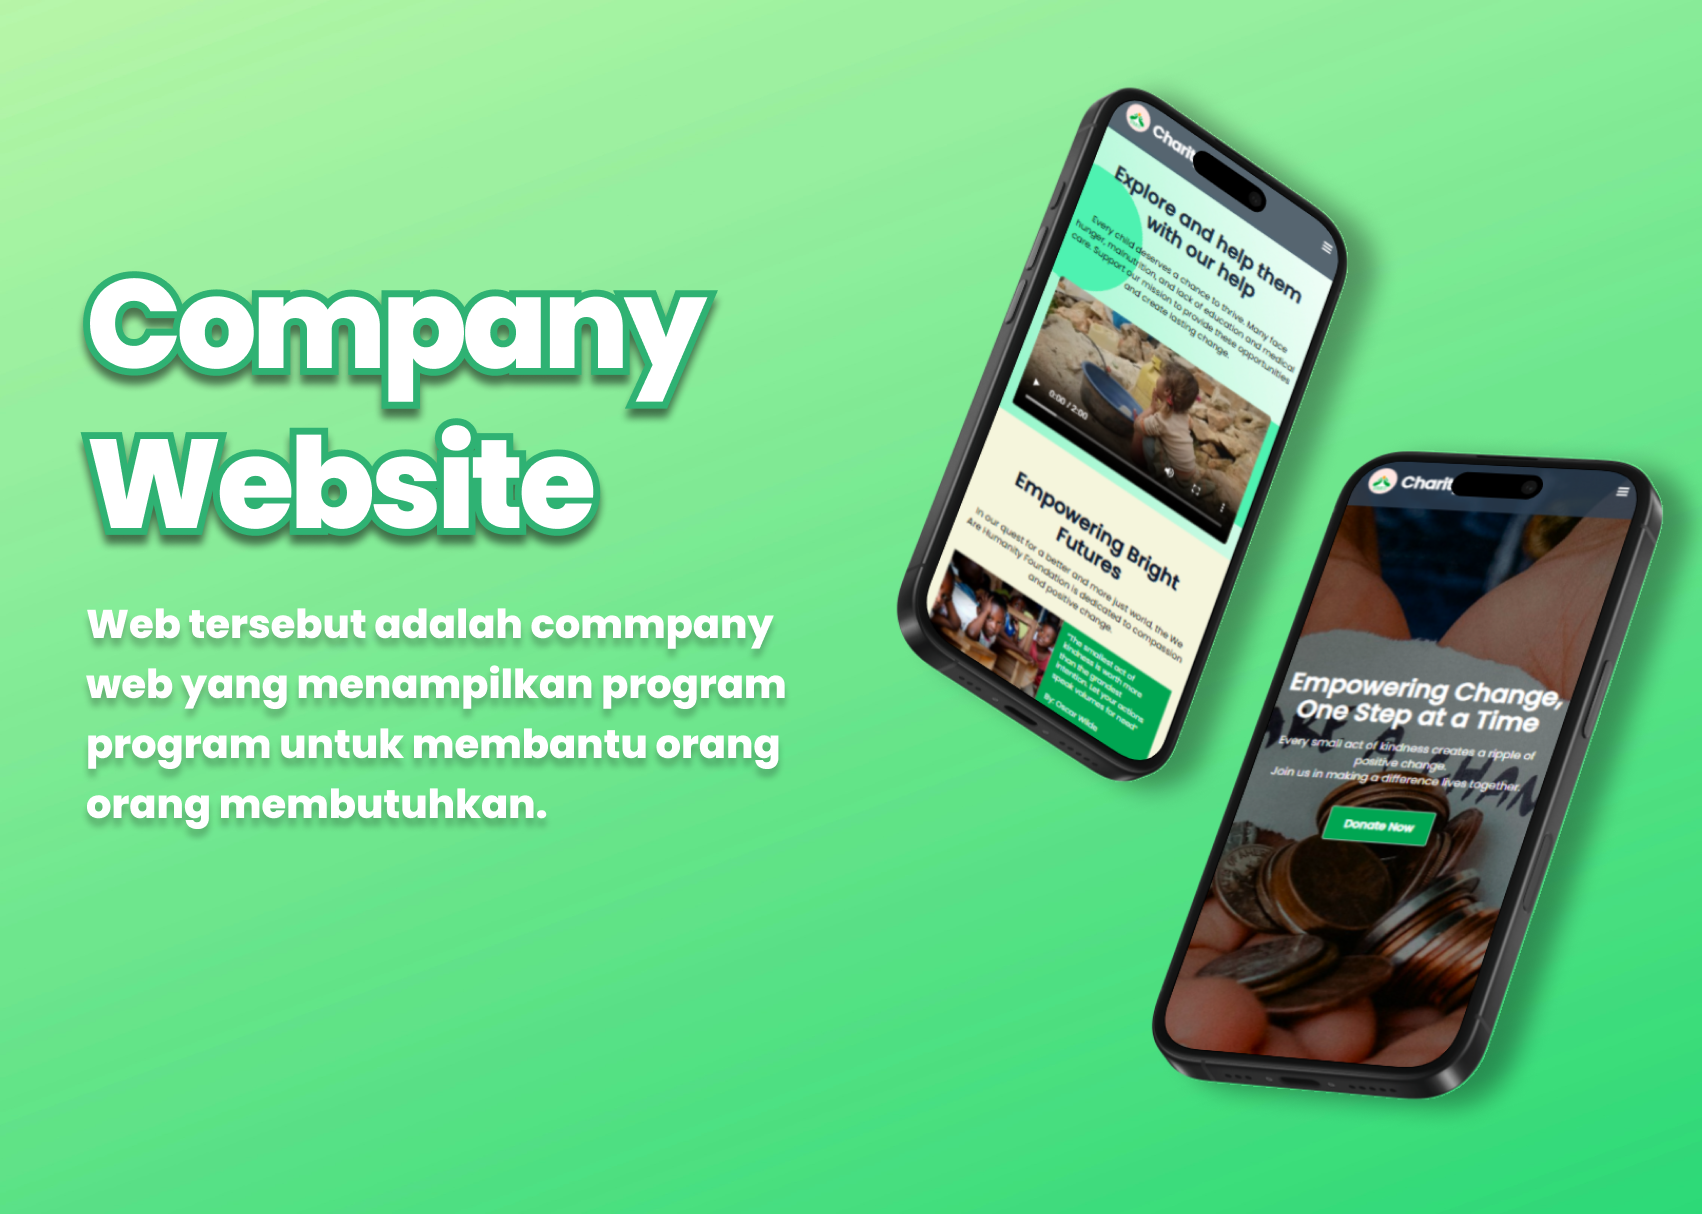 Company
Website
Web tersebut adalah commpany
web yang menampilkan program
program untuk membantu orang
orang membutuhkan.
Explore and help them
with our help
Every child deserves a chance to thrive. Many face
hunger, malnutrition, and lack of education and medical
care. Support our mission to provide these opportunities
and create lasting change.
0:00 / 2:00
Empowering Bright
Futures
In our quest for a better and more just world, the We
Are Humanity Foundation is dedicated to compassion
and positive change.
"The smallest act of
kindness is worth more
than the grandest
intention. Let your actions
speak volumes for need"
By: Oscar Wilde
Empowering Change,
One Step at a Time
Every small act of kindness creates a ripple of
positive change.
Join us in making a difference lives together.
Donate Now